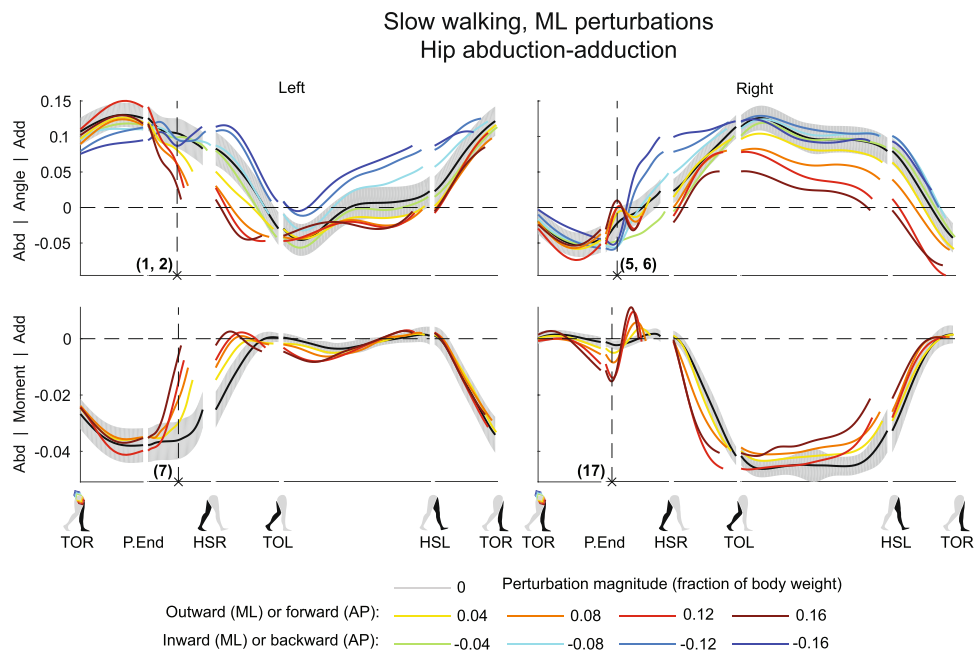 Slow walking, ML perturbations
Hip abduction-adduction
Left
Right
Abd | Angle | Add
0.15
0.1
0.05
0
-0.05
(1, 2)
(5, 6)
Abd | Moment | Add
0
-0.02
-0.04
(7)
(17)
TOR P.End HSR TOL HSL TOR
TOR P.End HSR TOL HSL TOR
0 Perturbation magnitude (fraction of body weight)
Outward (ML) or forward (AP): 0.04 0.08 0.12 0.16
Inward (ML) or backward (AP): -0.04 -0.08 -0.12 -0.16